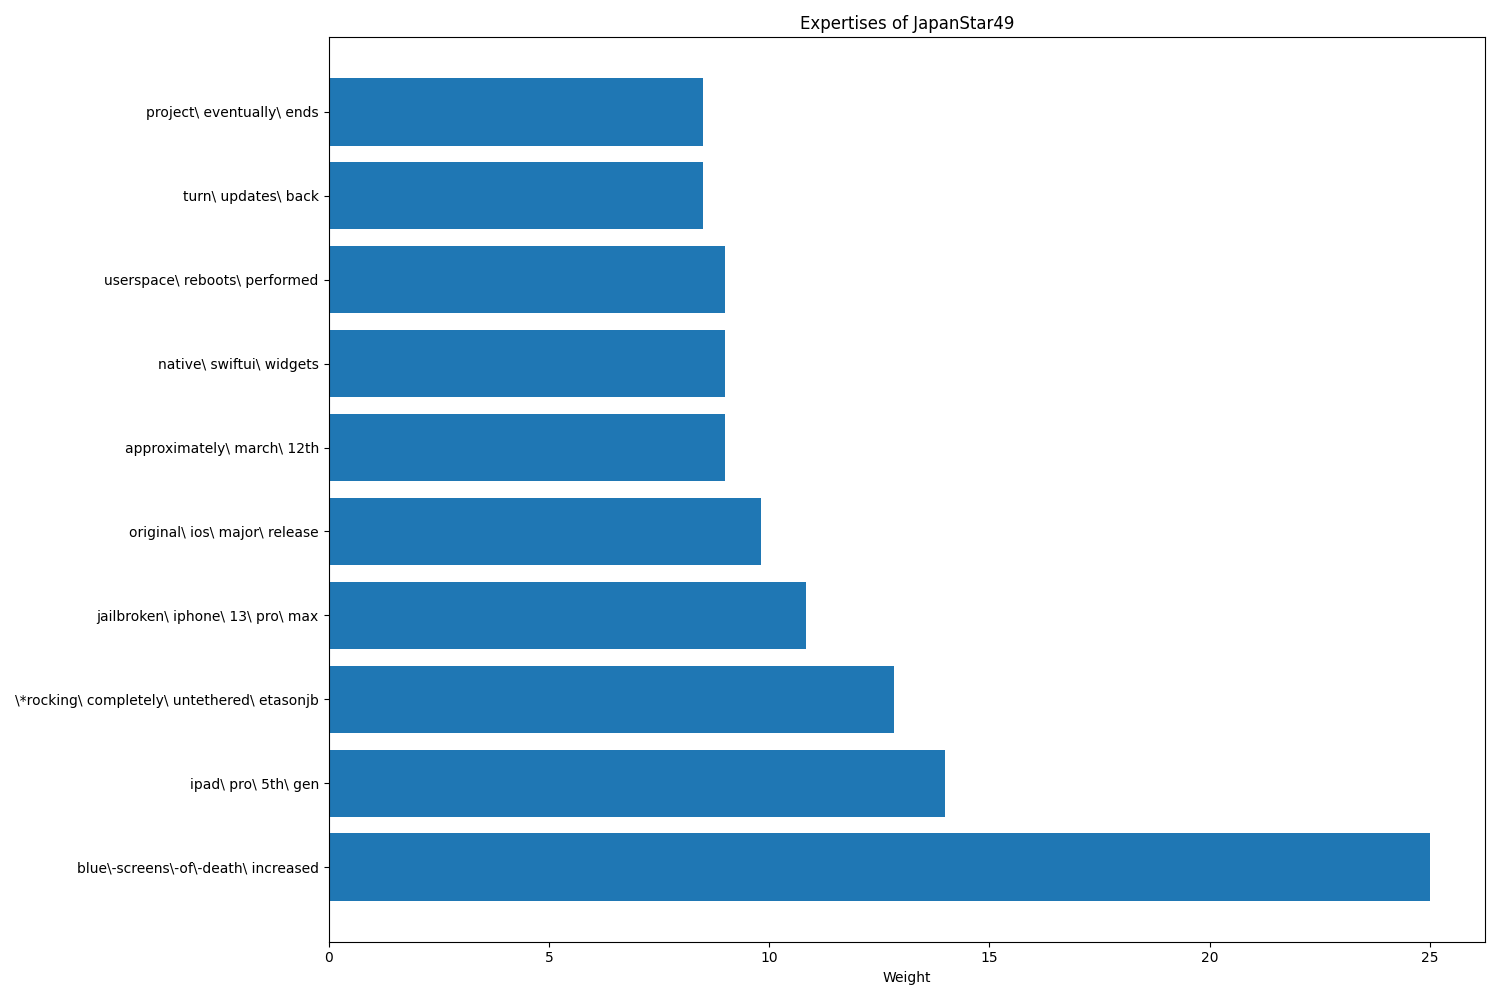 Expertises of JapanStar49
project\ eventually\ ends
turn\ updates\ back
userspace\ reboots\ performed
native\ swiftui\ widgets
approximately\ march\ 12th
original\ ios\ major\ release
jailbroken\ iphone\ 13\ pro\ max
\*rocking\ completely\ untethered\ etasonjb
ipad\ pro\ 5th\ gen
blue\-screens\-of\-death\ increased
0 5 10 15 20 25
Weight